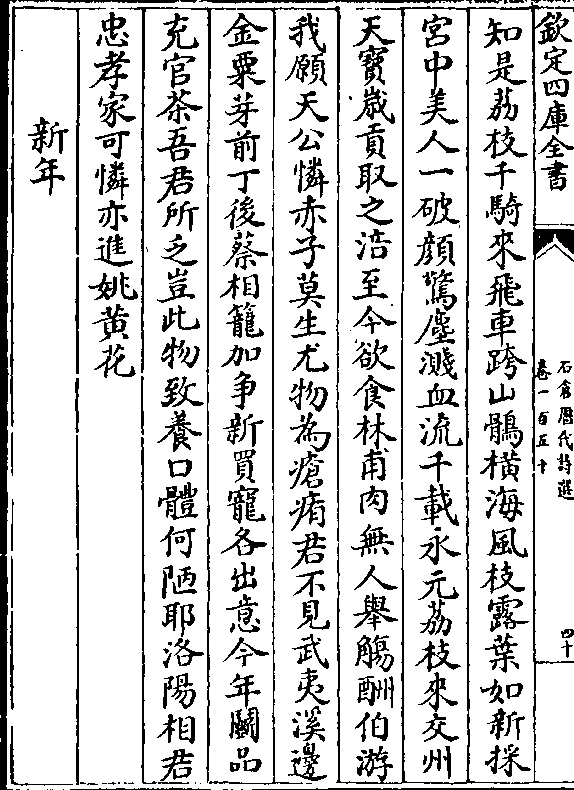 欽定四庫全書
石倉歷代詩選
卷一百五十
四十
知是荔枝千騎來飛車跨山鶻橫海風枝露葉如新採
宮中美人一破顔驚塵濺血流千載永元荔枝來交州
天寶嵗貢取之涪至今欲食林甫肉無人舉觴酬伯游
我願天公憐赤子莫生尤物為瘡痏君不見武夷溪邊
金粟芽前丁後蔡相籠加争新買寵各出意今年鬭品
充官茶吾君所乏豈此物致養口體何陋耶洛陽相君
忠孝家可憐亦進姚黄花
新年